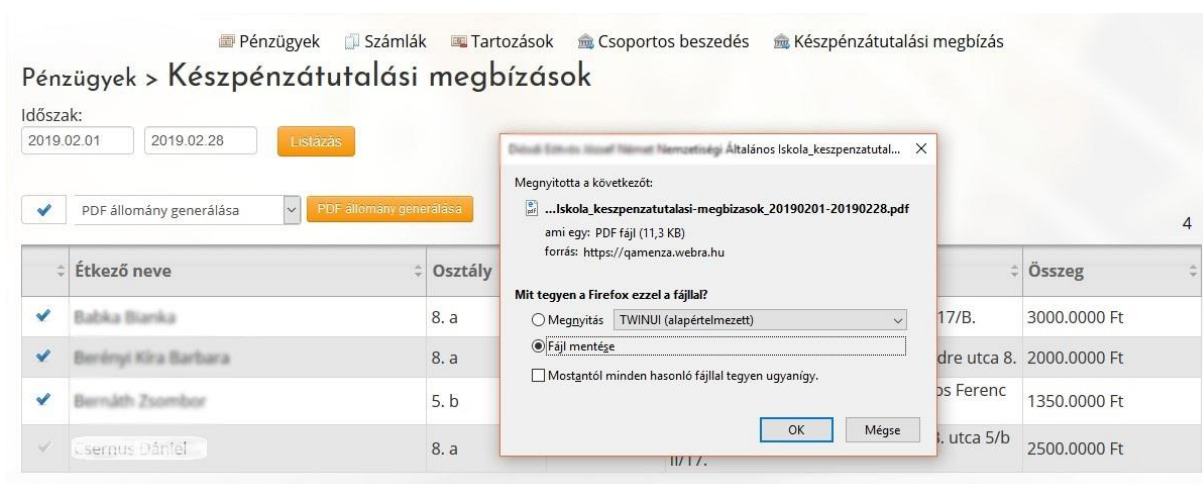 Pénzügyek Számlák Tartozások Csoportos beszedés Készpénzátutalási megbízás
Pénzügyek > Készpénzátutalási megbízások
Időszak:
2019.02.01 2019.02.28 Listázás
PDF állomány generálása PDF állomány generálása
4
Étkező neve Osztály Összeg
8. a 17/B. 3000.0000 Ft
8. a dre utca 8. 2000.0000 Ft
5. b os Ferenc 1350.0000 Ft
8. a 3. utca 5/b 2500.0000 Ft
II/17.
Nemzetiségi Általános Iskola_keszpenzatutal...
Megnyitotta a következőt:
...Iskola_keszpenzatutalasi-megbizasok_20190201-20190228.pdf
ami egy: PDF fájl (11,3 KB)
forrás: https://qamenza.webra.hu
Mit tegyen a Firefox ezzel a fájllal?
Megnyitás TWINUI (alapértelmezett)
Fájl mentése
Mostantól minden hasonló fájllal tegyen ugyanígy.
OK Mégse